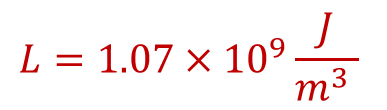 L = 1.07 × 10⁹ J/m³